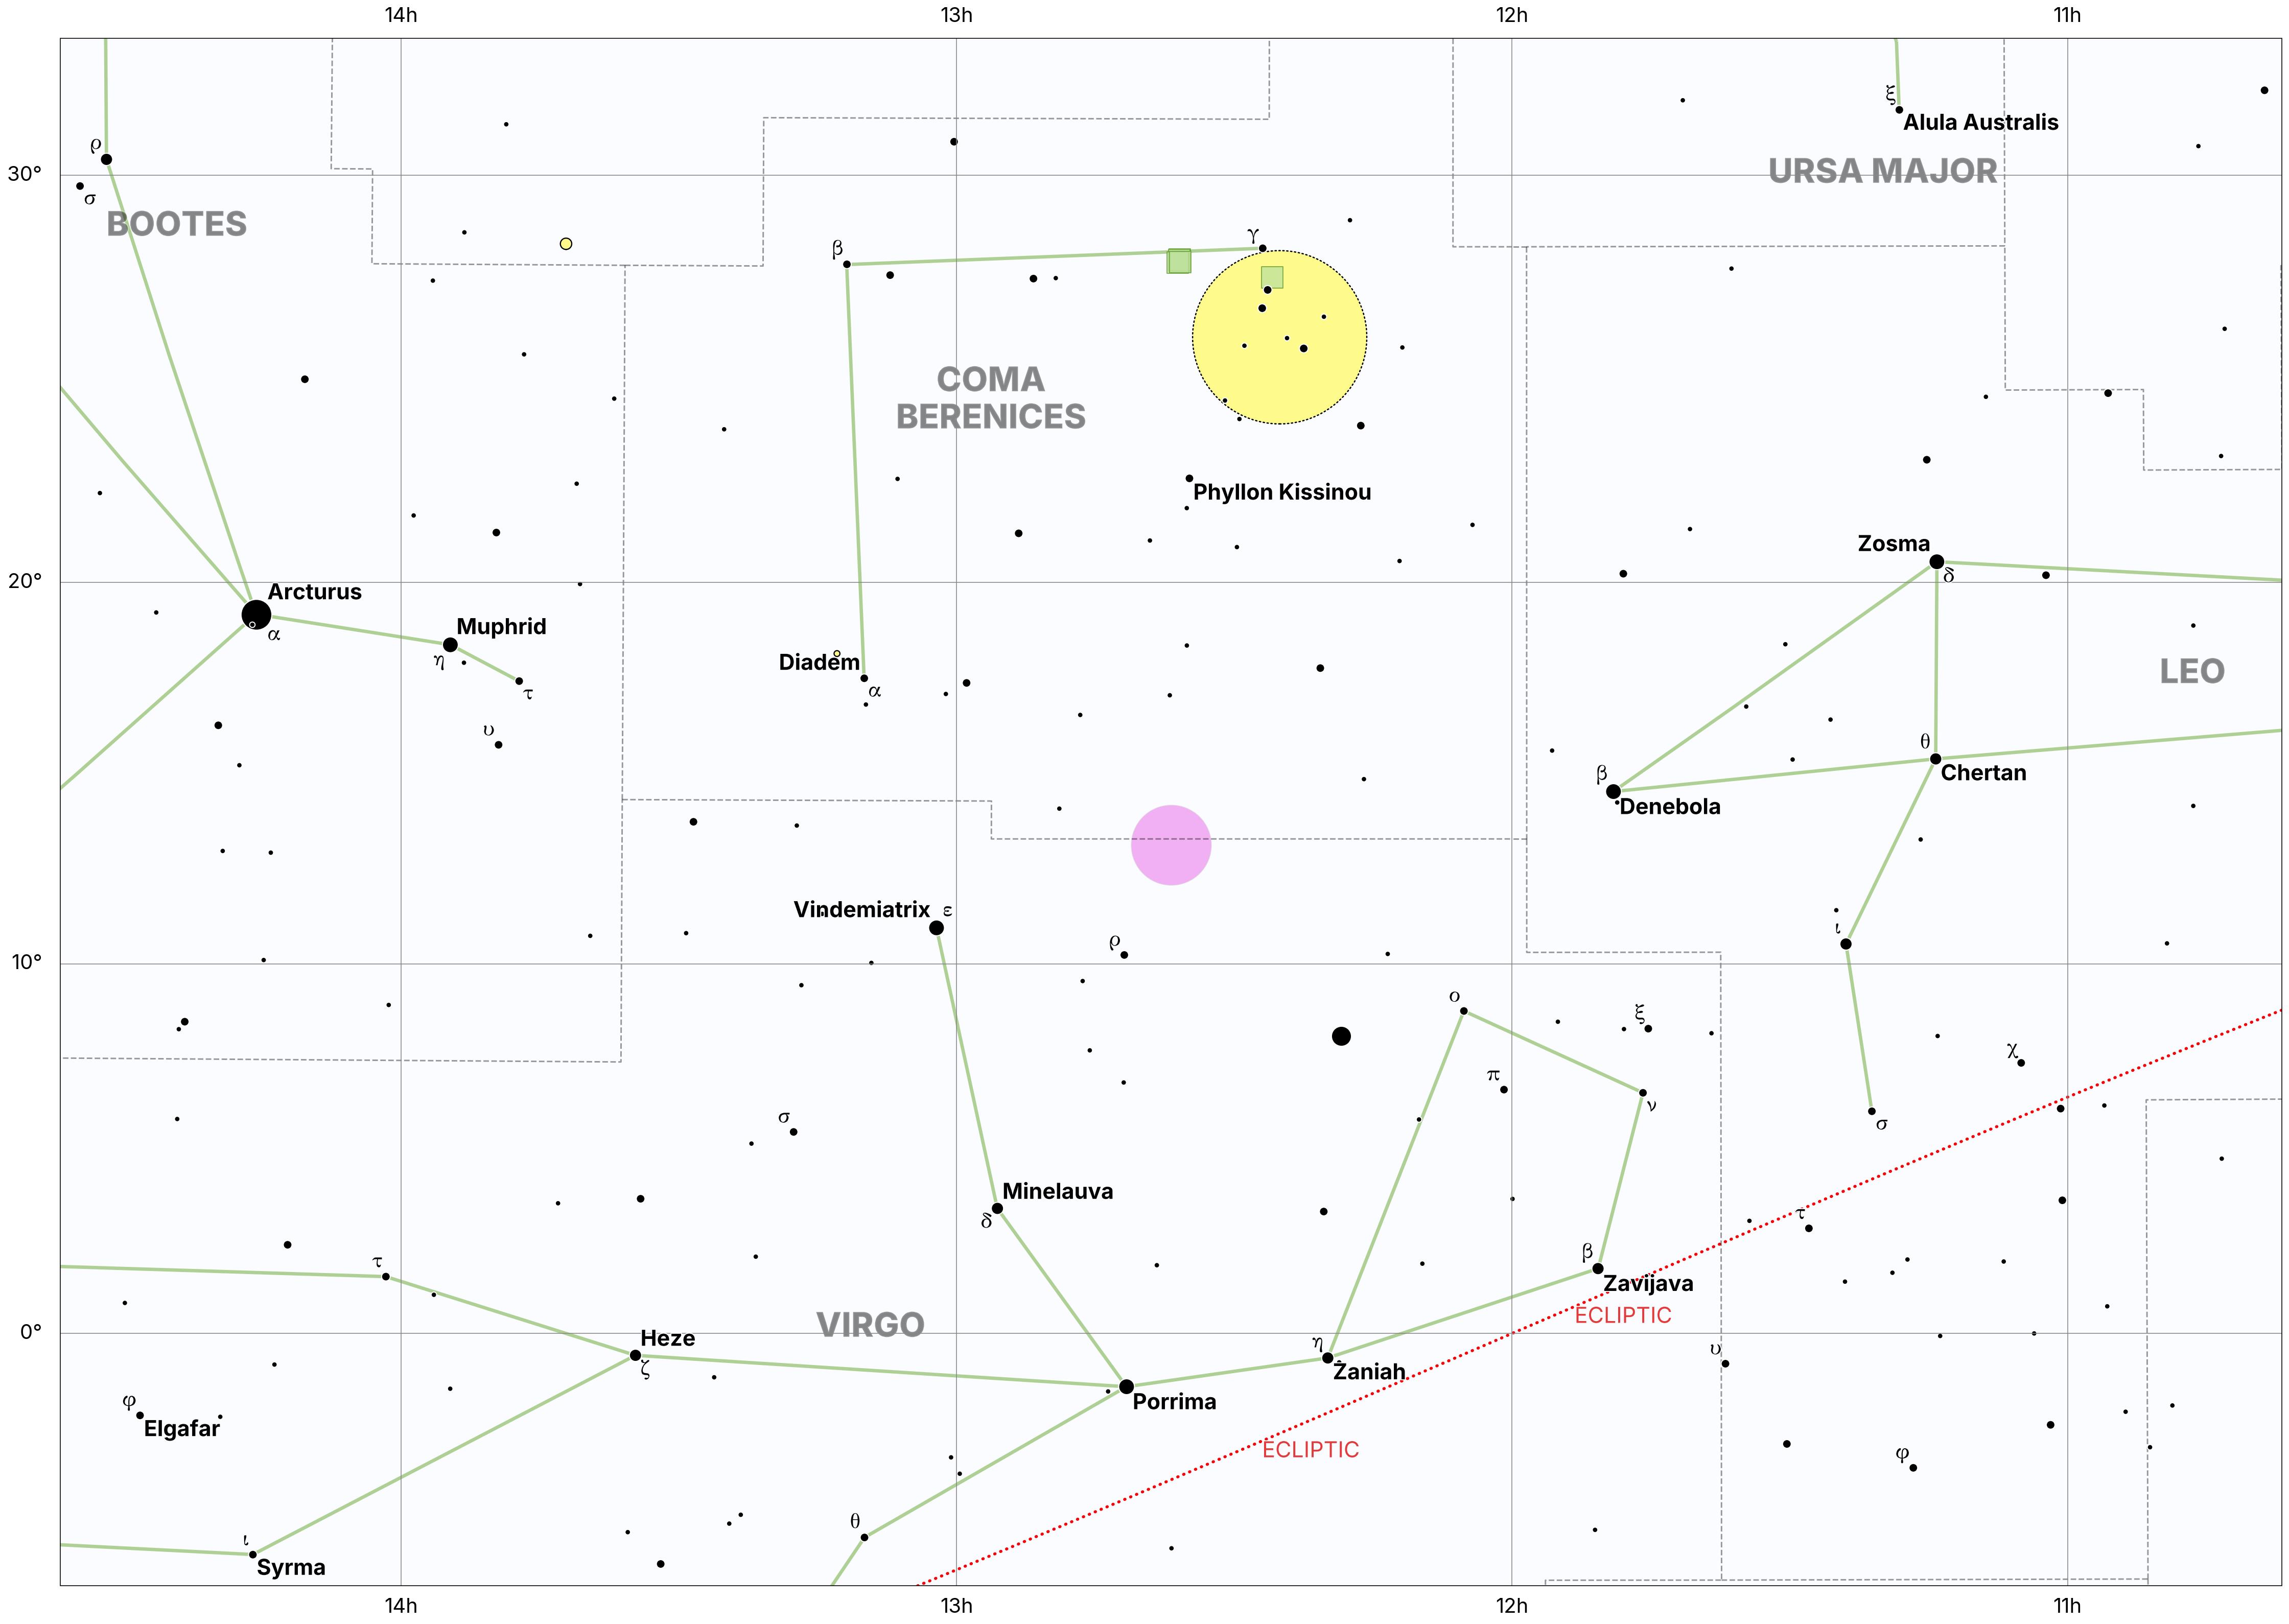 14h
13h
12h
11h
ξ
Alula Australis
ρ
30°
URSA MAJOR
σ
BOOTES
γ
β
COMA
BERENICES
Phyllon Kissinou
Zosma
δ
20°
Arcturus
α
Muphrid
η
τ
Diadem
α
LEO
υ
θ
Chertan
β
Denebola
Vindemiatrix
ε
ι
ρ
10°
ο
ξ
χ
π
ν
σ
σ
Minelauva
δ
τ
β
Zavijava
τ
ECLIPTIC
VIRGO
0°
Heze
ζ
η
Zaniah
υ
Porrima
φ
Elgafar
ECLIPTIC
φ
θ
ι
Syrma
14h
13h
12h
11h